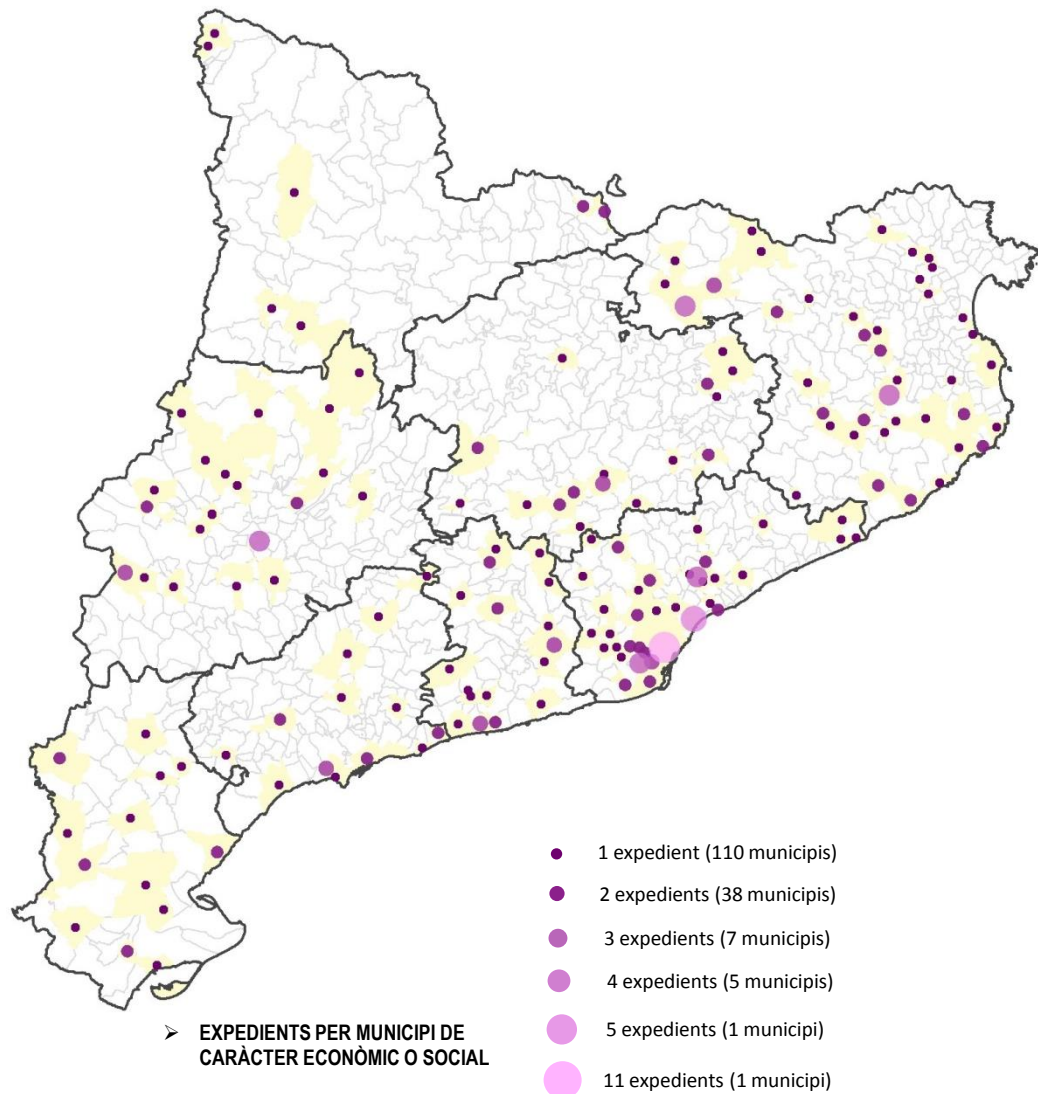 1 expedient (110 municipis)
2 expedients (38 municipis)
3 expedients (7 municipis)
4 expedients (5 municipis)
5 expedients (1 municipi)
11 expedients (1 municipi)
➢ EXPEDIENTS PER MUNICIPI DE
CARÀCTER ECONÒMIC O SOCIAL